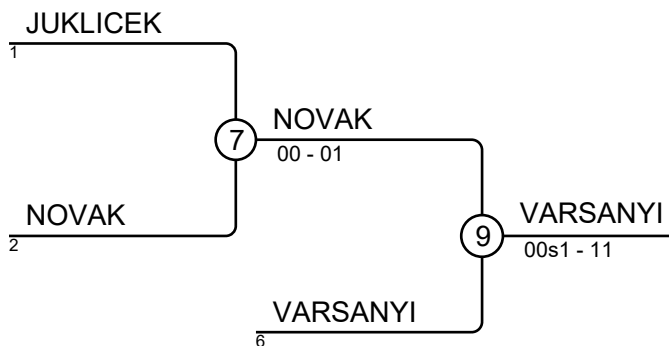 JUKLICEK
1
7
NOVAK
00 - 01
NOVAK
2
9
VARSANYI
00s1 - 11
VARSANYI
6